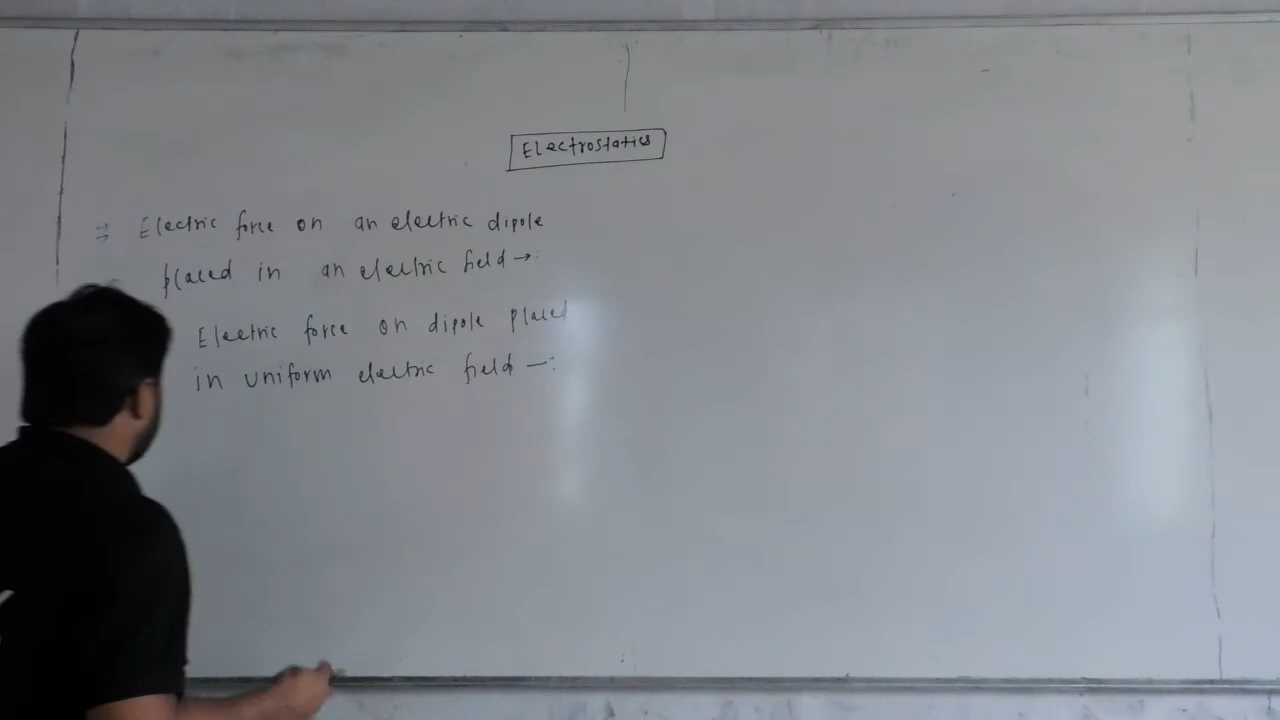 Electrostatics
⇒ Electric force on an electric dipole
placed in an electric field →:
Electric force on dipole placed
in uniform electric field —: